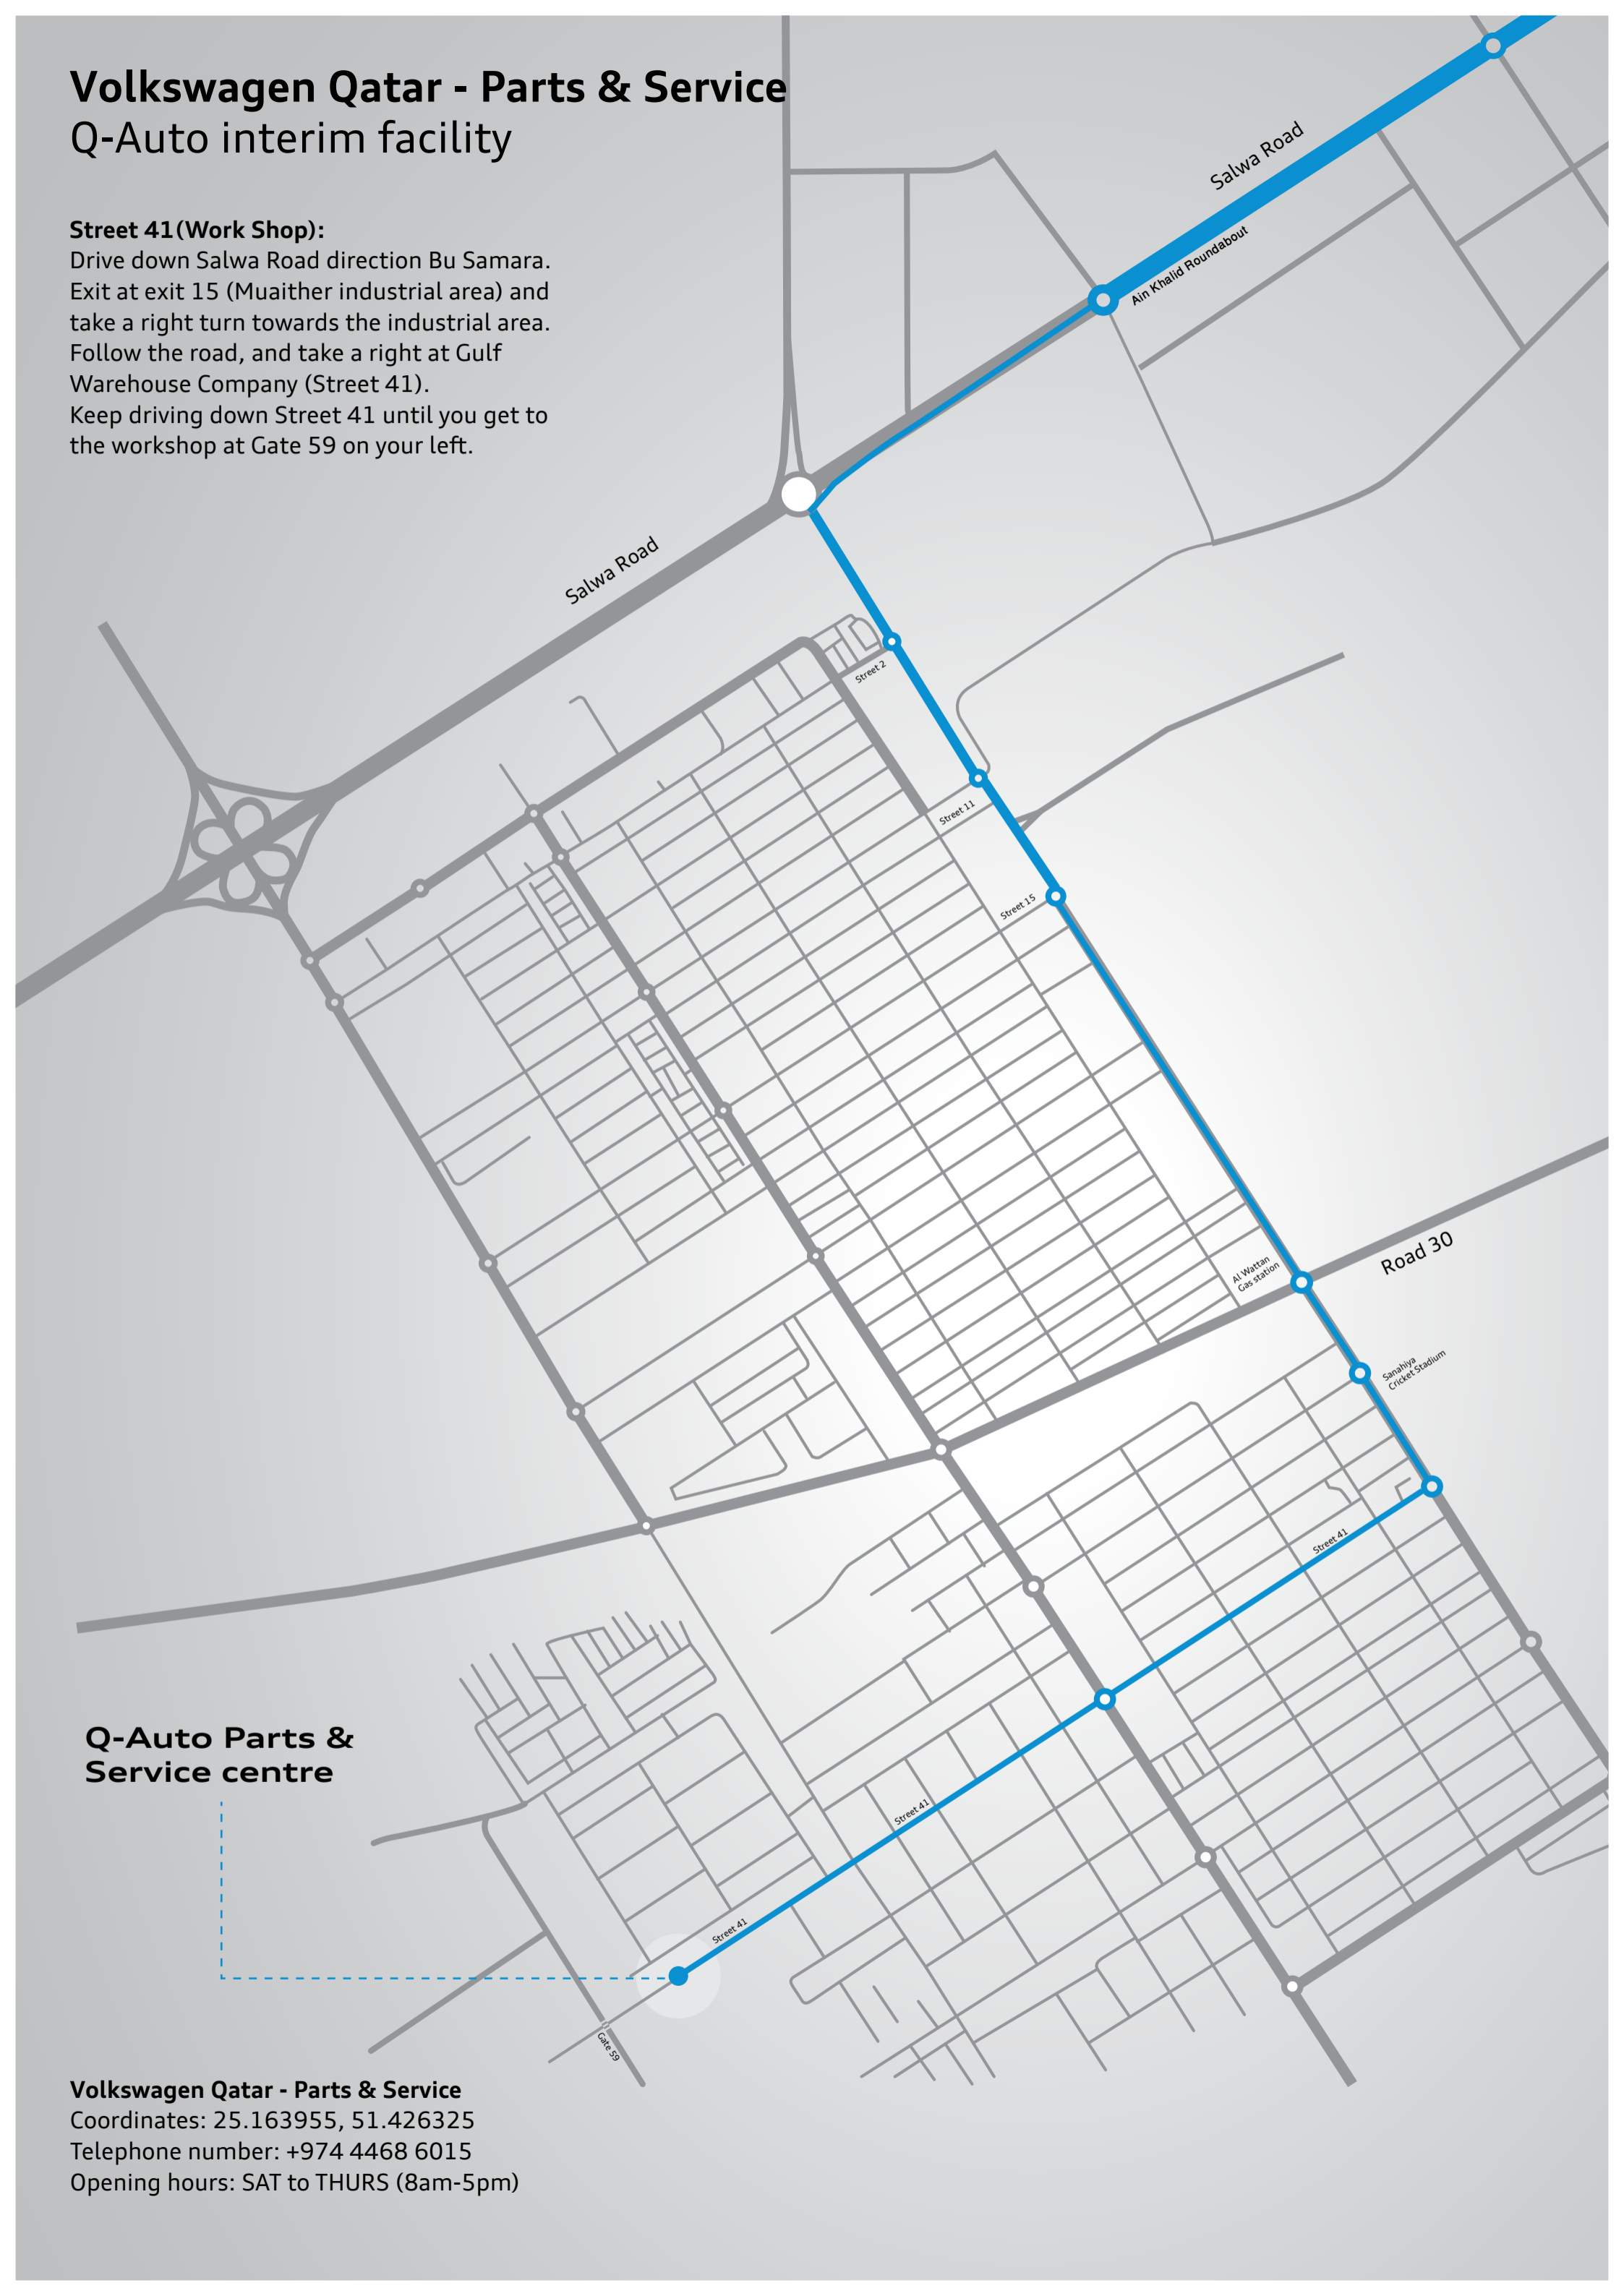 Volkswagen Qatar - Parts & Service
Q-Auto interim facility
Street 41(Work Shop):
Drive down Salwa Road direction Bu Samara.
Exit at exit 15 (Muaither industrial area) and
take a right turn towards the industrial area.
Follow the road, and take a right at Gulf
Warehouse Company (Street 41).
Keep driving down Street 41 until you get to
the workshop at Gate 59 on your left.
Salwa Road
Ain Khalid Roundabout
Salwa Road
Street 2
Street 11
Street 15
Road 30
Al Wattan
Gas station
Sanahiya
Cricket Stadium
Street 41
Street 41
Street 41
Gate 59
Q-Auto Parts &
Service centre
Volkswagen Qatar - Parts & Service
Coordinates: 25.163955, 51.426325
Telephone number: +974 4468 6015
Opening hours: SAT to THURS (8am-5pm)